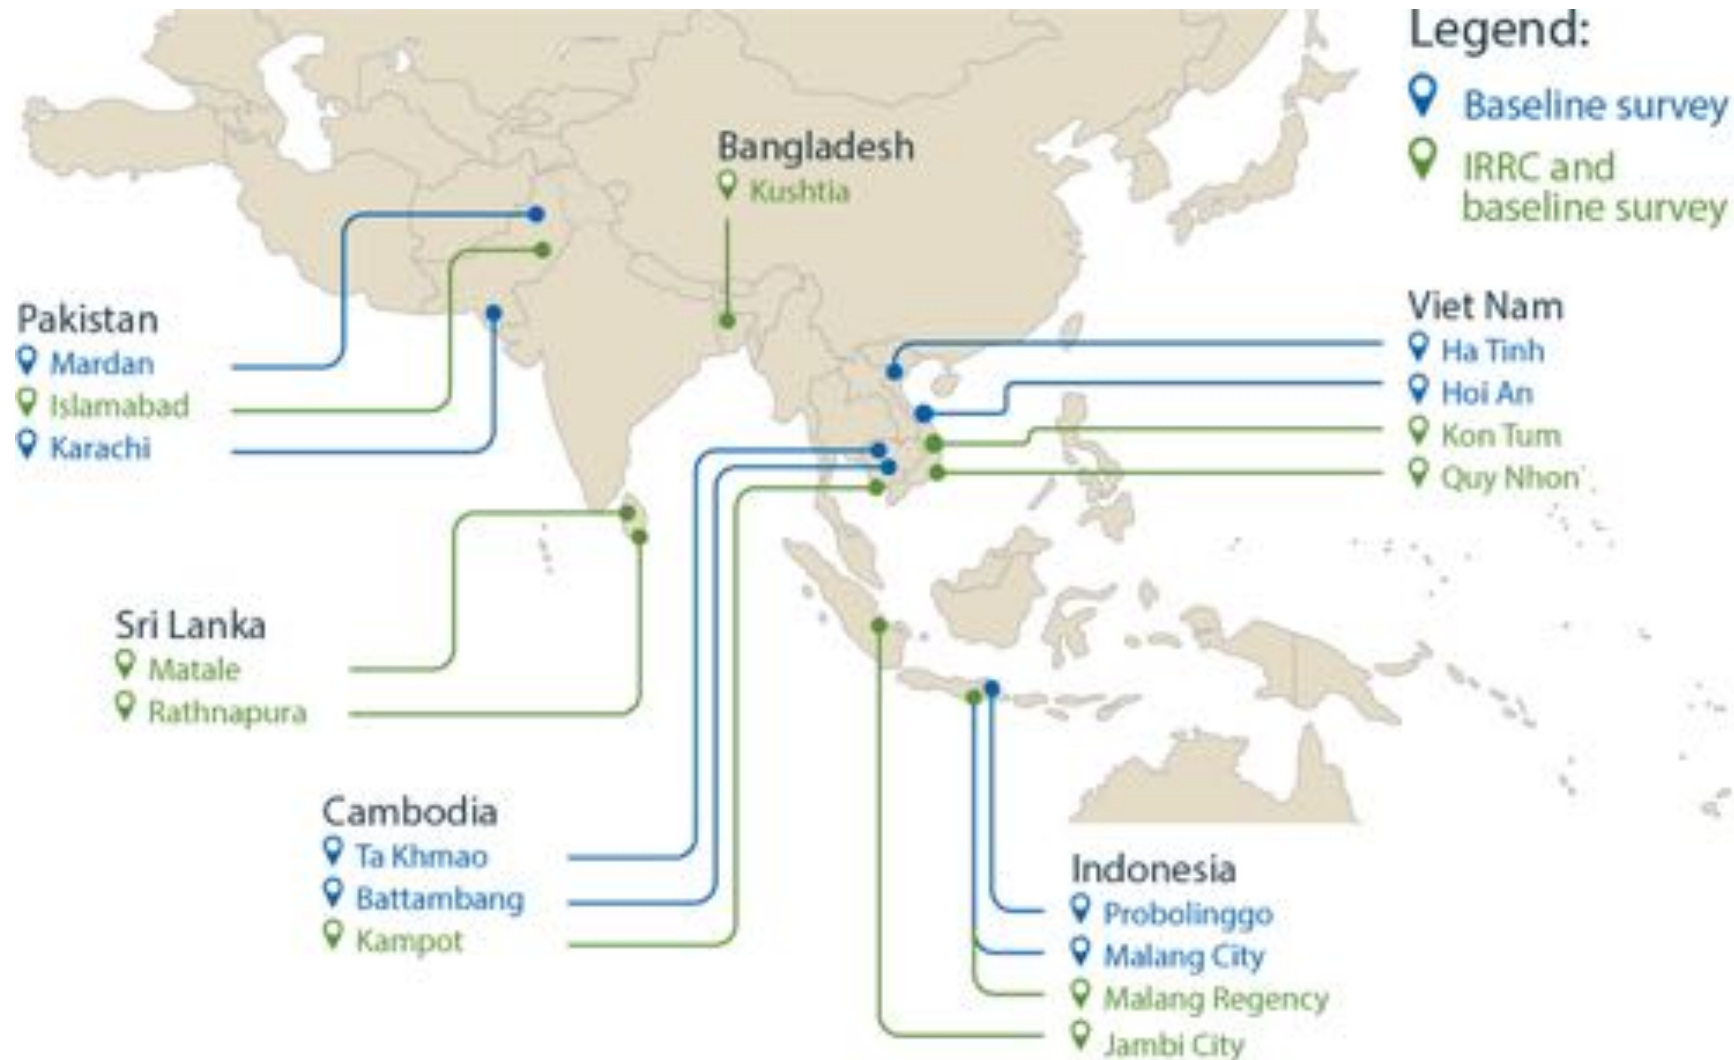 Legend:
Baseline survey
IRRC and
baseline survey
Bangladesh
Kushtia
Pakistan
Mardan
Islamabad
Karachi
Viet Nam
Ha Tinh
Hoi An
Kon Tum
Quy Nhon
Sri Lanka
Matale
Rathnapura
Cambodia
Ta Khmao
Battambang
Kampot
Indonesia
Probolinggo
Malang City
Malang Regency
Jambi City